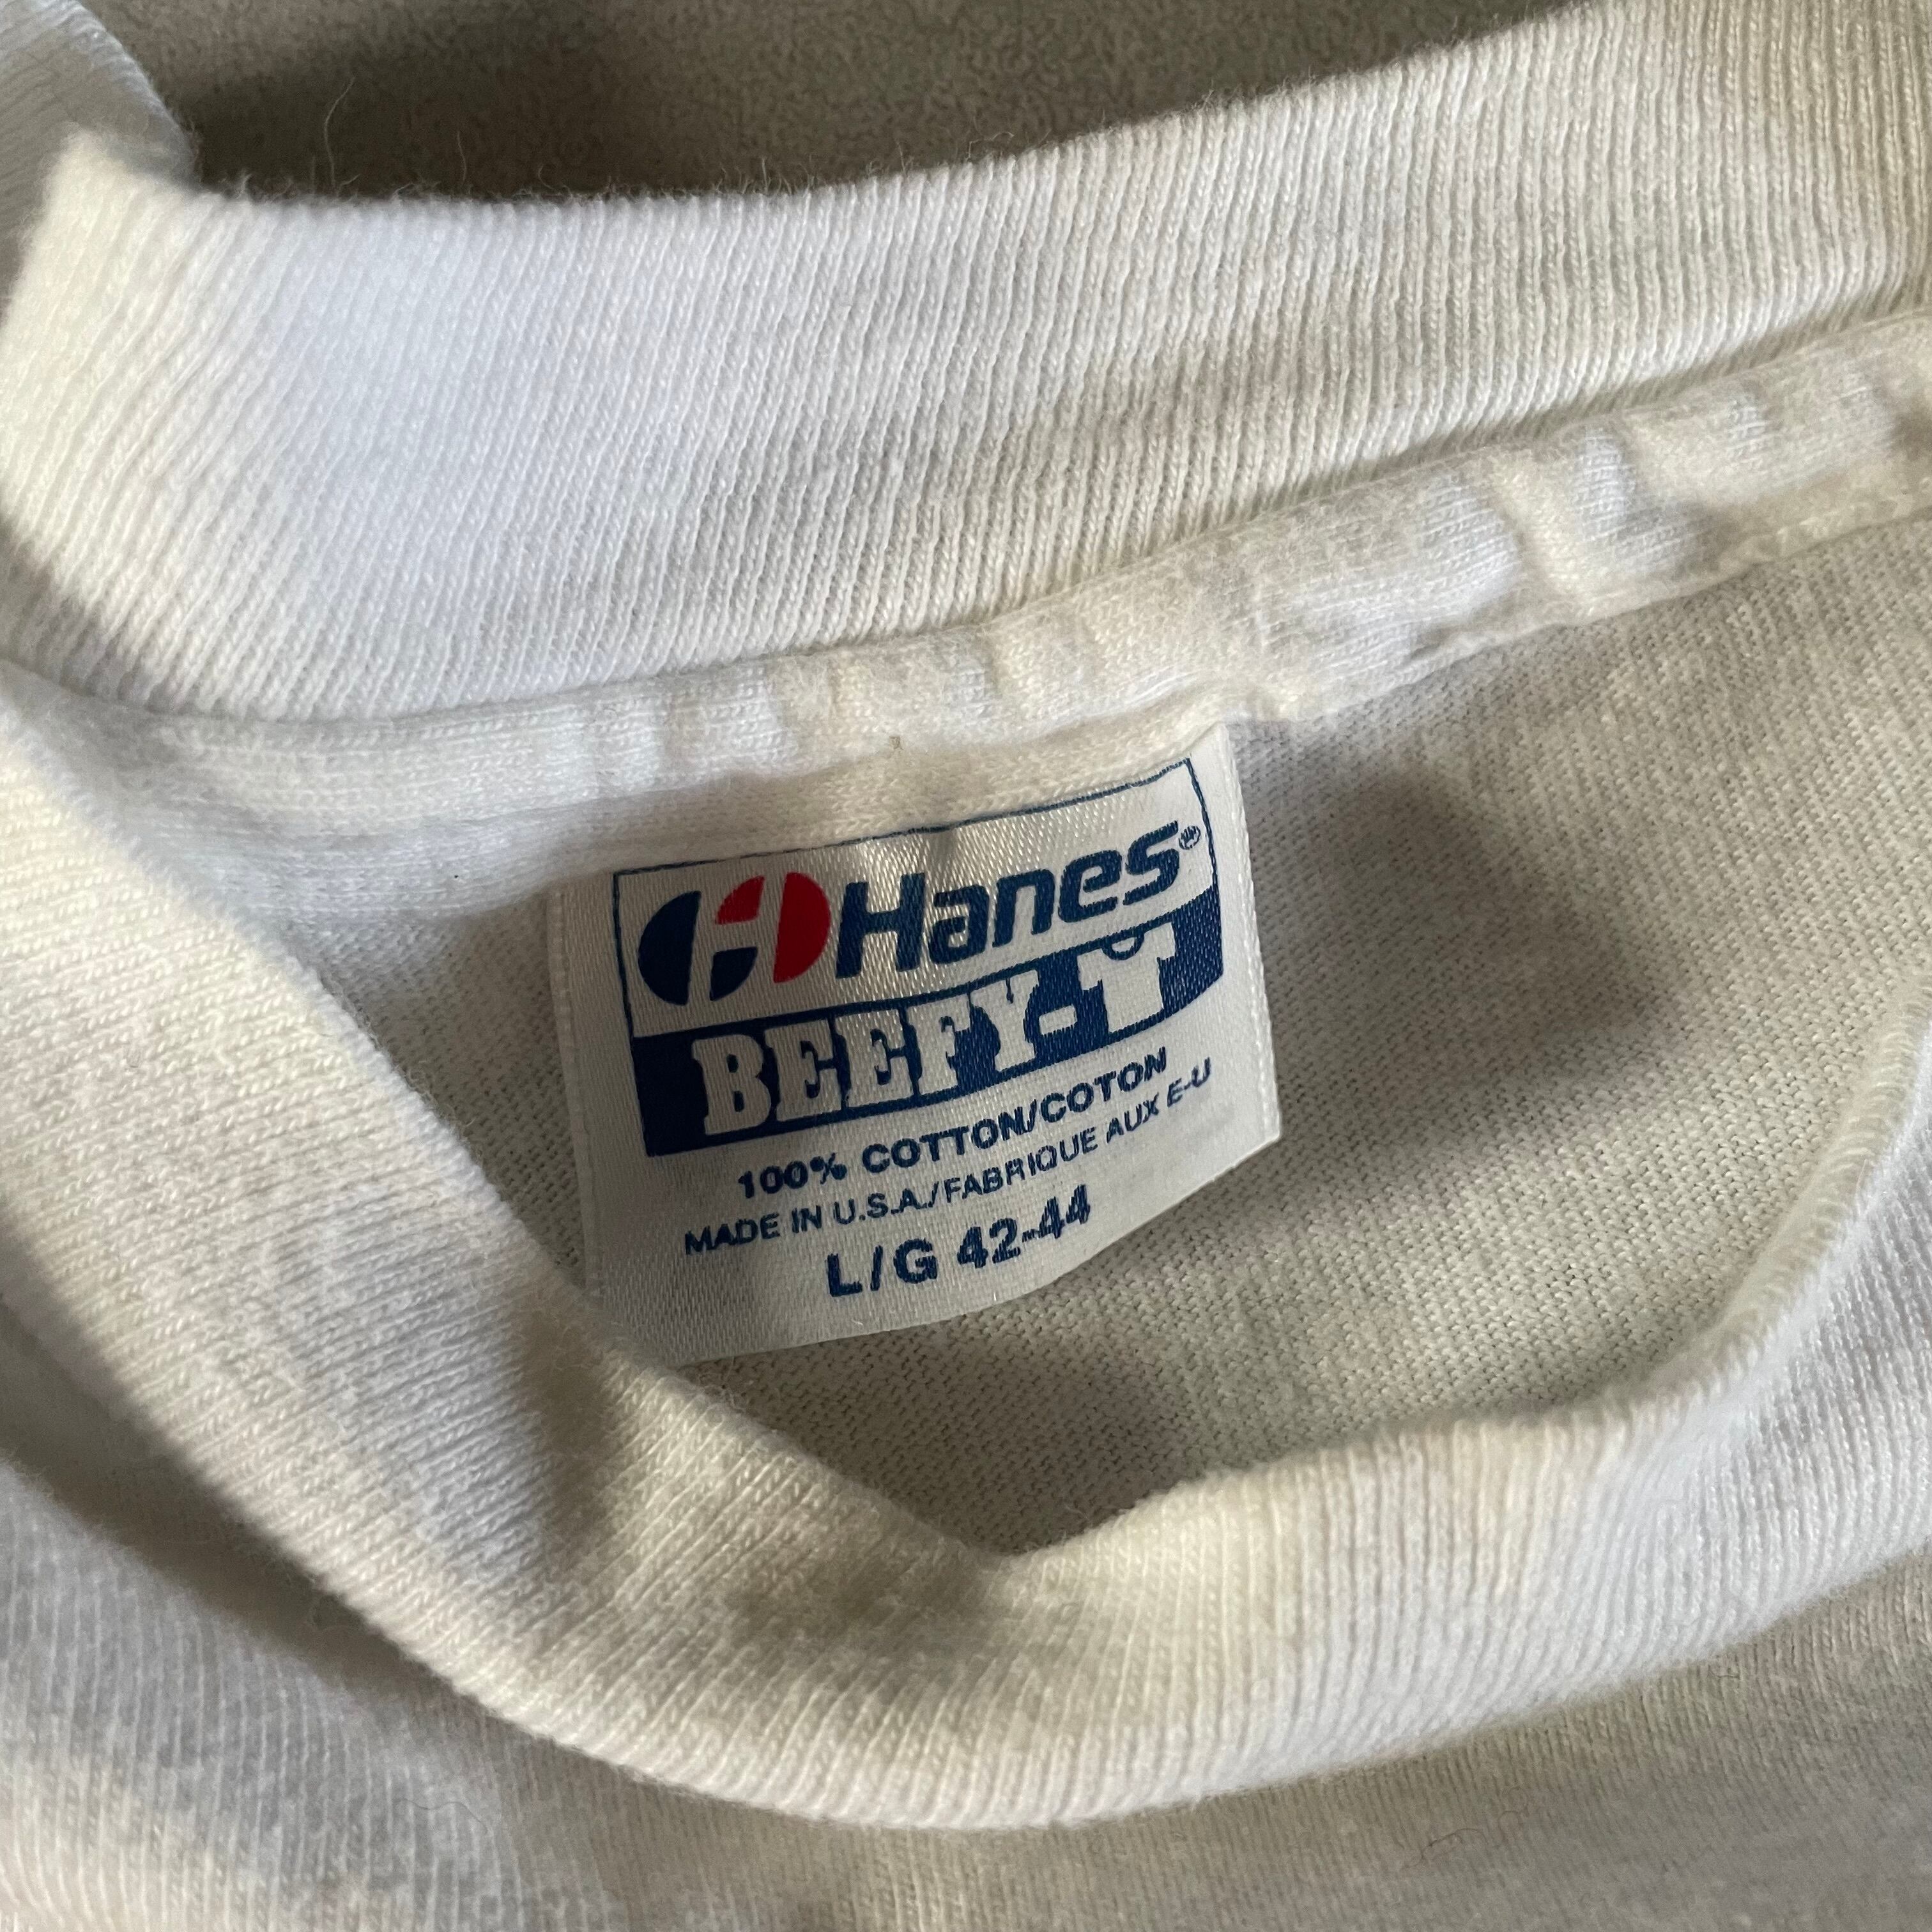 Hanes®
BEEFY-T
100% COTTON/COTON
MADE IN U.S.A./FABRIQUE AUX E-U
L/G 42-44